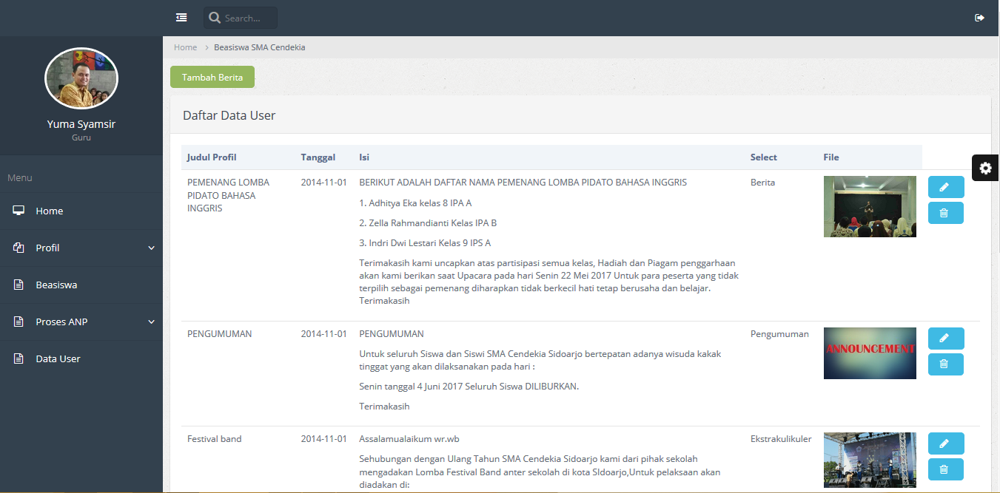 Search...
Yuma Syamsir
Guru
Menu
Home
Profil
Beasiswa
Proses ANP
Data User
Home > Beasiswa SMA Cendekia
Tambah Berita
Daftar Data User
Judul Profil Tanggal Isi Select File
PEMENANG LOMBA
PIDATO BAHASA
INGGRIS
2014-11-01
BERIKUT ADALAH DAFTAR NAMA PEMENANG LOMBA PIDATO BAHASA INGGRIS
1. Adhitya Eka kelas 8 IPA A
2. Zella Rahmandianti Kelas IPA B
3. Indri Dwi Lestari Kelas 9 IPS A
Terimakasih kami uncapkan atas partisipasi semua kelas, Hadiah dan Piagam penggarhaan
akan kami berikan saat Upacara pada hari Senin 22 Mei 2017 Untuk para peserta yang tidak
terpilih sebagai pemenang diharapkan tidak berkecil hati tetap berusaha dan belajar.
Terimakasih
Berita
PENGUMUMAN
2014-11-01
PENGUMUMAN
Untuk seluruh Siswa dan Siswi SMA Cendekia Sidoarjo bertepatan adanya wisuda kakak
tinggat yang akan dilaksanakan pada hari :
Senin tanggal 4 Juni 2017 Seluruh Siswa DILIBURKAN.
Terimakasih
Pengumuman
ANNOUNCEMENT
Festival band
2014-11-01
Assalamualaikum wr.wb
Sehubungan dengan Ulang Tahun SMA Cendekia Sidoarjo kami dari pihak sekolah
mengadakan Lomba Festival Band anter sekolah di kota SIdoarjo,Untuk pelaksaan akan
diadakan di:
Ekstrakulikuler